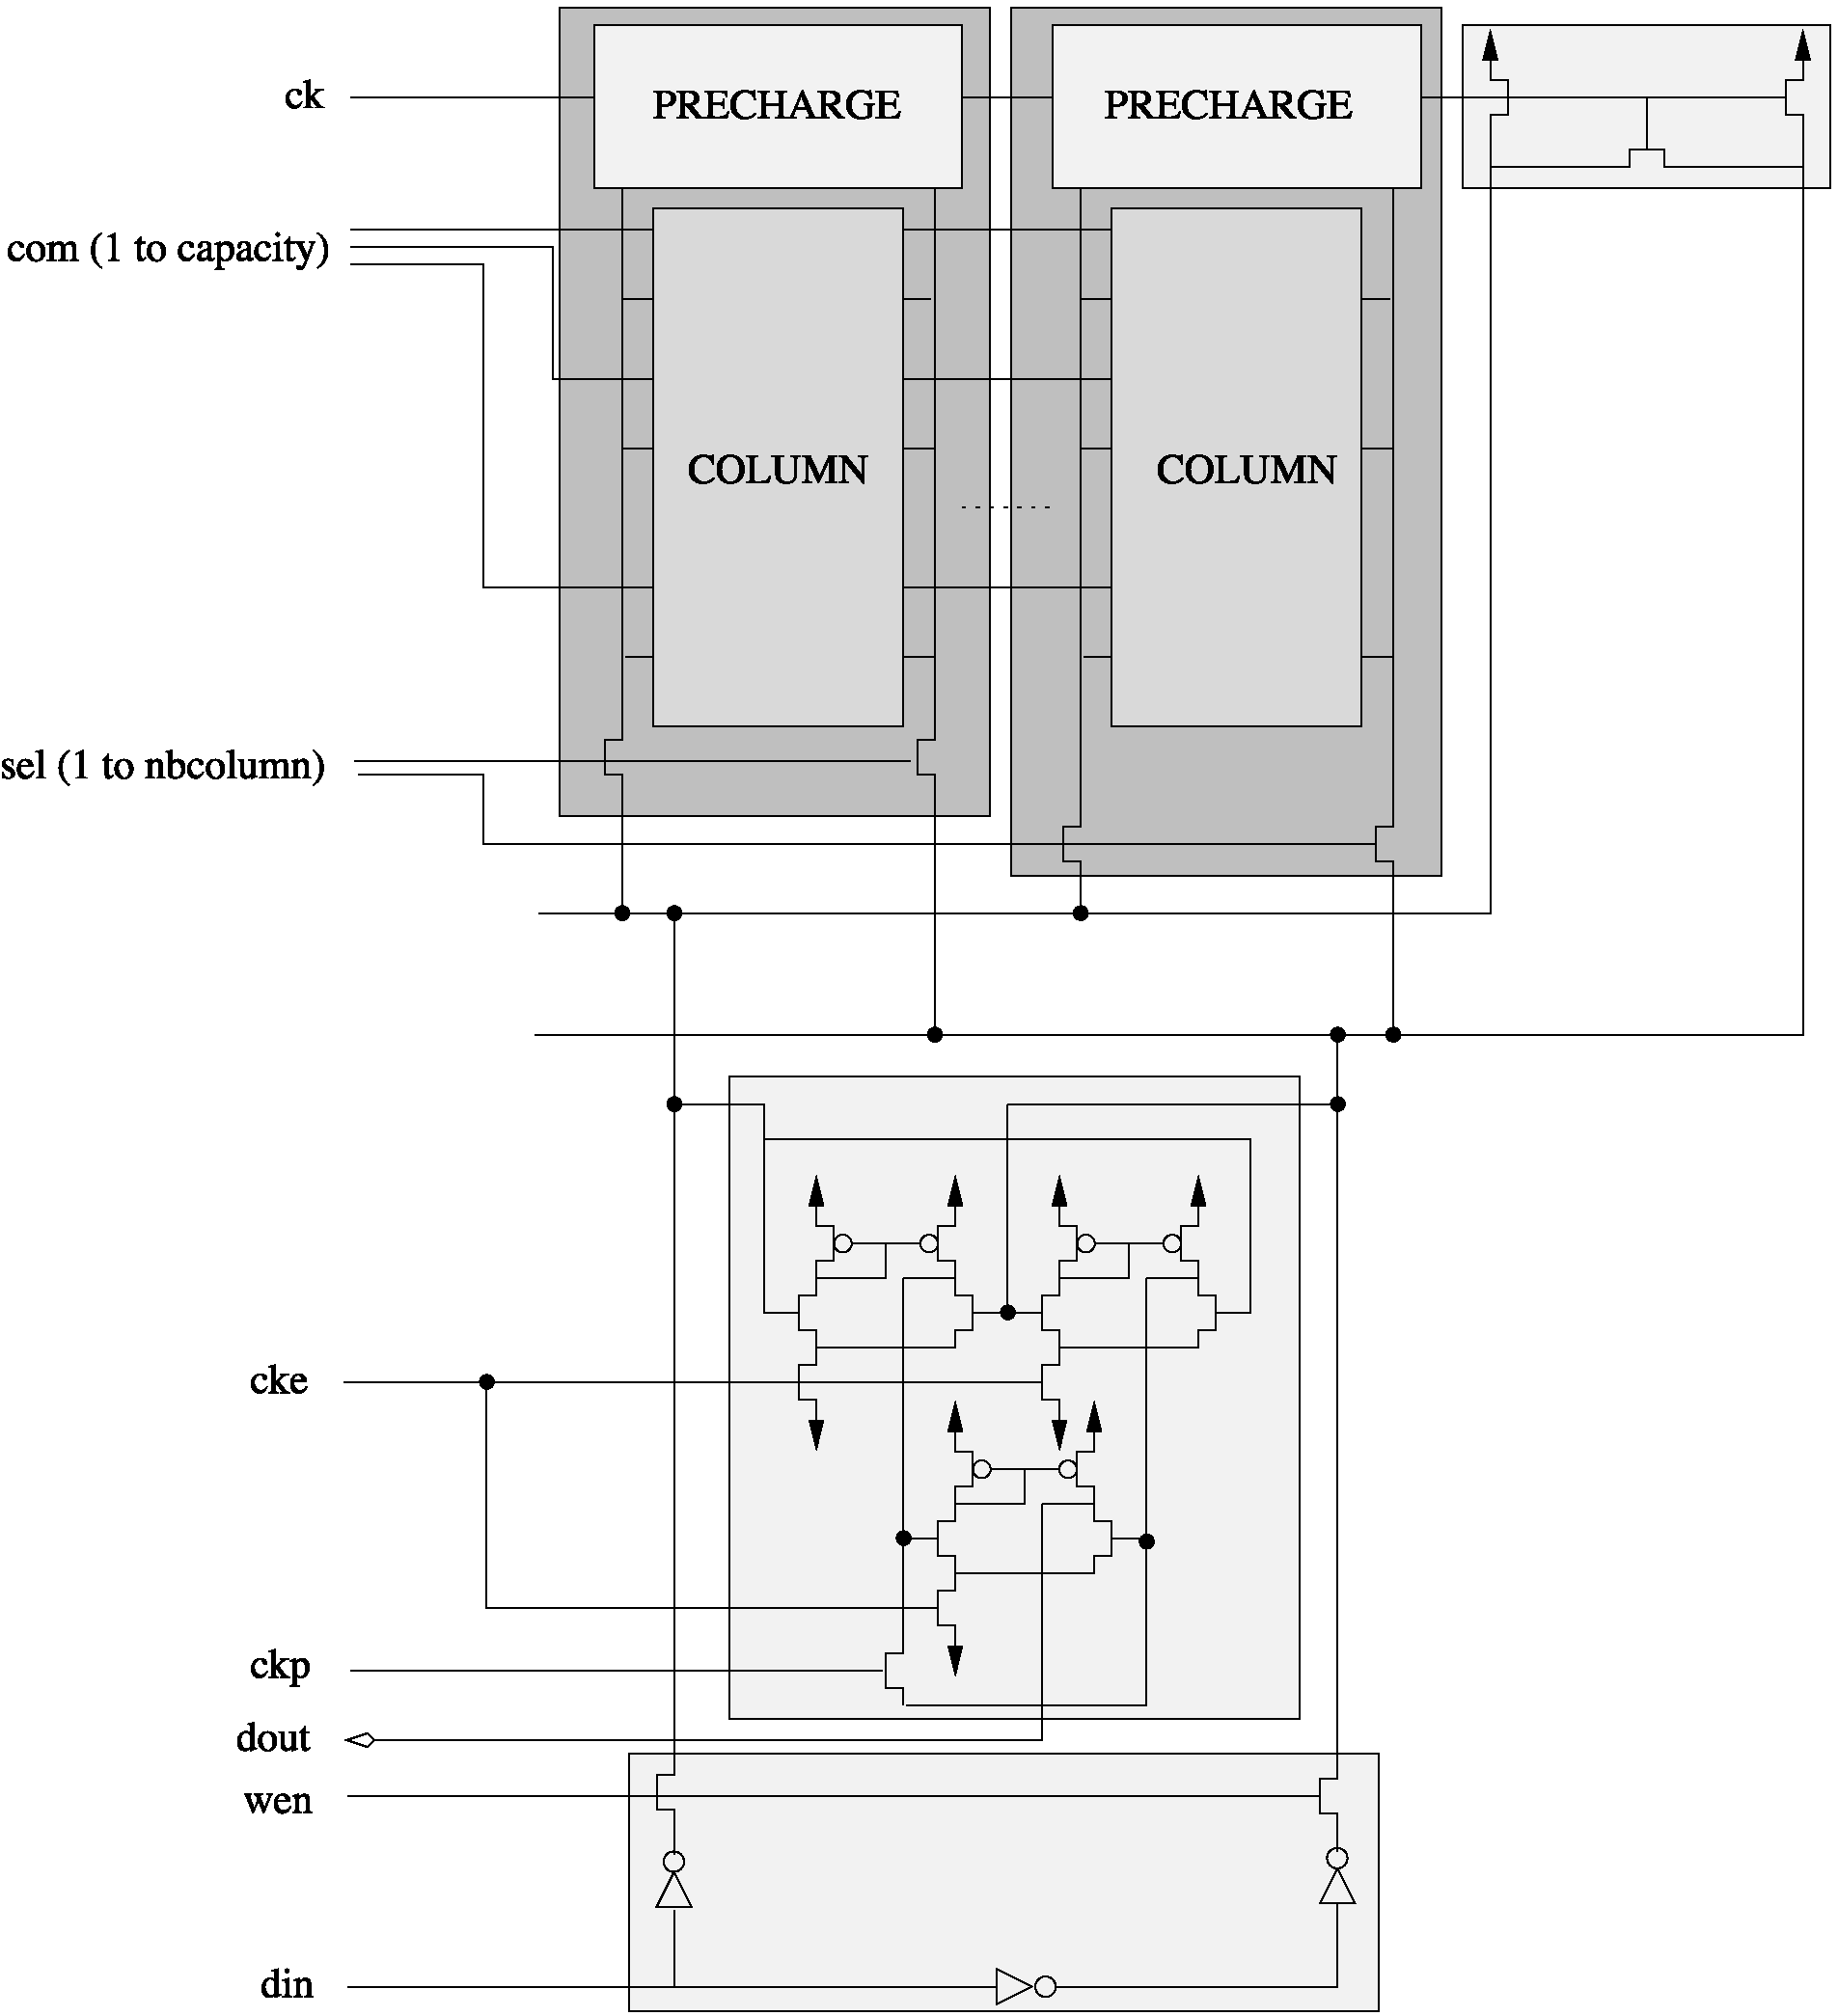 ck
PRECHARGE
PRECHARGE
com (1 to capacity)
COLUMN
COLUMN
sel (1 to nbcolumn)
cke
ckp
dout
wen
din